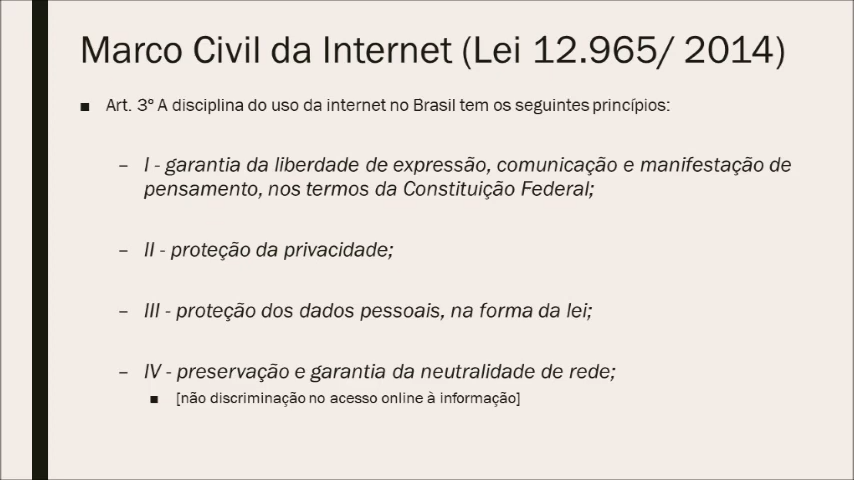 Marco Civil da Internet (Lei 12.965/ 2014)
■ Art. 3º A disciplina do uso da internet no Brasil tem os seguintes princípios:
– I - garantia da liberdade de expressão, comunicação e manifestação de
pensamento, nos termos da Constituição Federal;
– II - proteção da privacidade;
– III - proteção dos dados pessoais, na forma da lei;
– IV - preservação e garantia da neutralidade de rede;
■ [não discriminação no acesso online à informação]